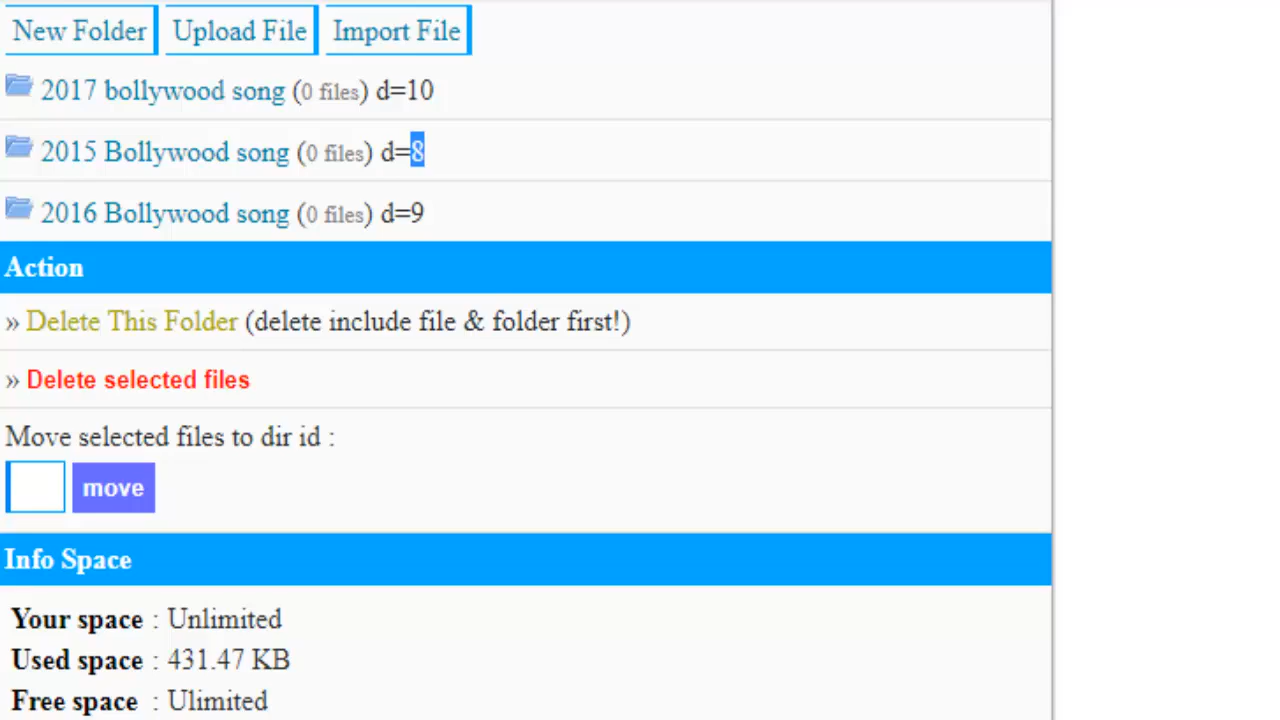 New Folder Upload File Import File
2017 bollywood song (0 files) d=10
2015 Bollywood song (0 files) d=8
2016 Bollywood song (0 files) d=9
Action
» Delete This Folder (delete include file & folder first!)
» Delete selected files
Move selected files to dir id :
move
Info Space
Your space : Unlimited
Used space : 431.47 KB
Free space : Ulimited